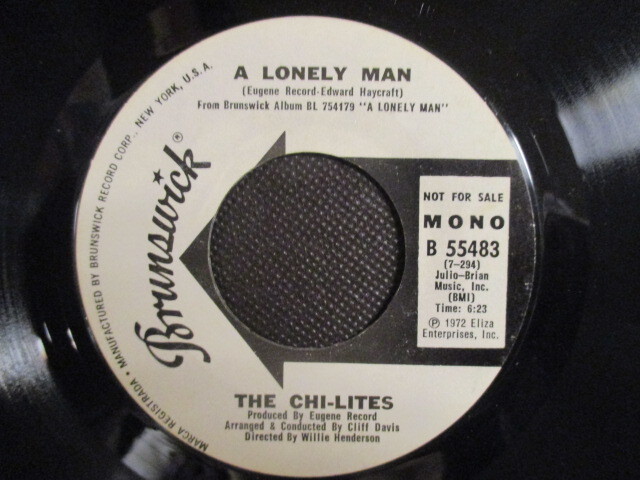 A LONELY MAN
(Eugene Record-Edward Haycraft)
From Brunswick Album BL 754179 "A LONELY MAN"
Brunswick®
MARCA REGISTRADA • MANUFACTURED BY BRUNSWICK RECORD CORP., NEW YORK, U.S.A.
NOT FOR SALE
MONO
B 55483
(7-294)
Julio-Brian
Music, Inc.
(BMI)
Time: 6:23
Ⓟ 1972 Eliza
Enterprises, Inc.
THE CHI-LITES
Produced By Eugene Record
Arranged & Conducted By Cliff Davis
Directed By Willie Henderson